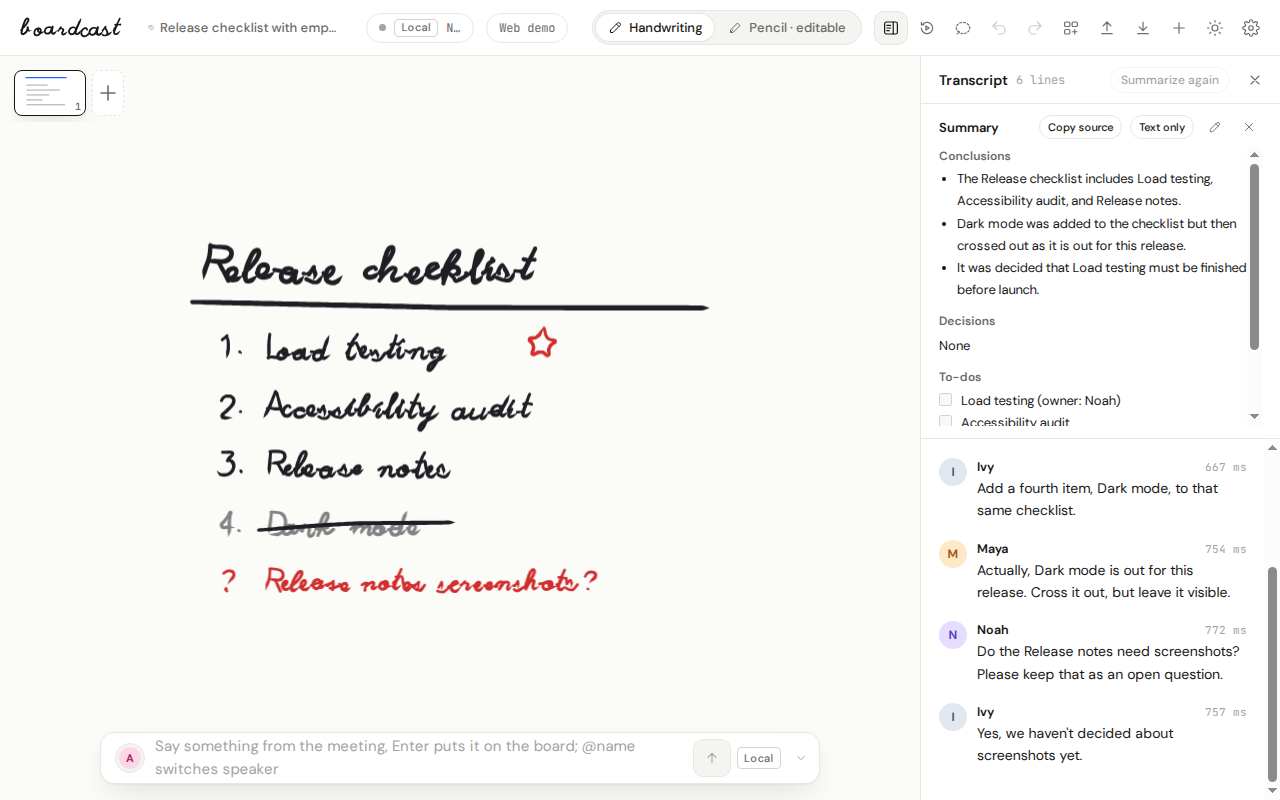 boardcast
Release checklist with emp...
Local N...
Web demo
Handwriting
Pencil · editable
1
Release checklist
1. Load testing
2. Accessibility audit
3. Release notes
4. Dark mode
? Release notes screenshots?
A
Say something from the meeting, Enter puts it on the board; @name
switches speaker
Local
Transcript 6 lines
Summarize again
Summary
Copy source
Text only
Conclusions
• The Release checklist includes Load testing,
Accessibility audit, and Release notes.
• Dark mode was added to the checklist but then
crossed out as it is out for this release.
• It was decided that Load testing must be finished
before launch.
Decisions
None
To-dos
Load testing (owner: Noah)
Accessibility audit
I Ivy 667 ms
Add a fourth item, Dark mode, to that
same checklist.
M Maya 754 ms
Actually, Dark mode is out for this
release. Cross it out, but leave it visible.
N Noah 772 ms
Do the Release notes need screenshots?
Please keep that as an open question.
I Ivy 757 ms
Yes, we haven't decided about
screenshots yet.